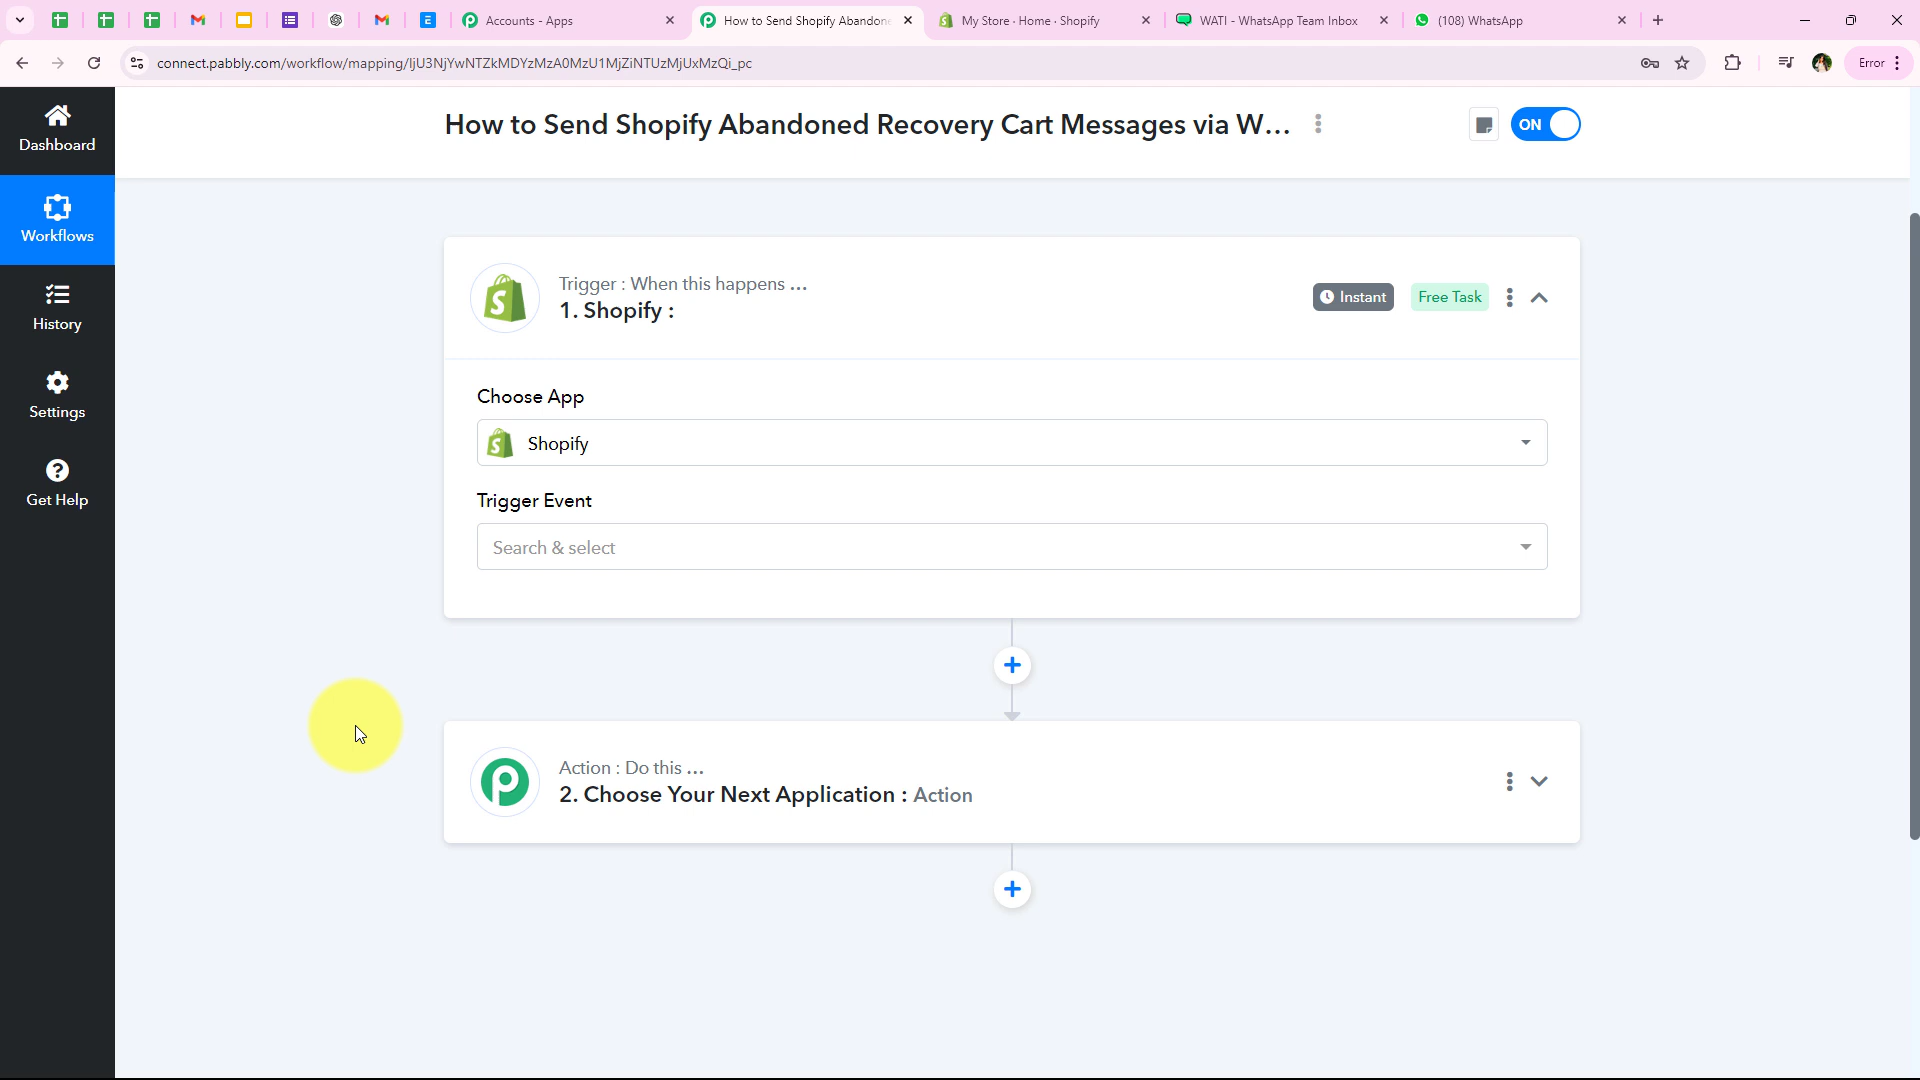 Accounts - Apps
How to Send Shopify Abandone
My Store · Home · Shopify
WATI - WhatsApp Team Inbox
(108) WhatsApp
connect.pabbly.com/workflow/mapping/IjU3NjYwNTZkMDYzMzA0MzU1MjZiNTUzMjUxMzQi_pc
Error
Dashboard
Workflows
History
Settings
Get Help
How to Send Shopify Abandoned Recovery Cart Messages via W...
ON
Trigger : When this happens ...
1. Shopify :
Instant
Free Task
Choose App
Shopify
Trigger Event
Search & select
Action : Do this ...
2. Choose Your Next Application : Action